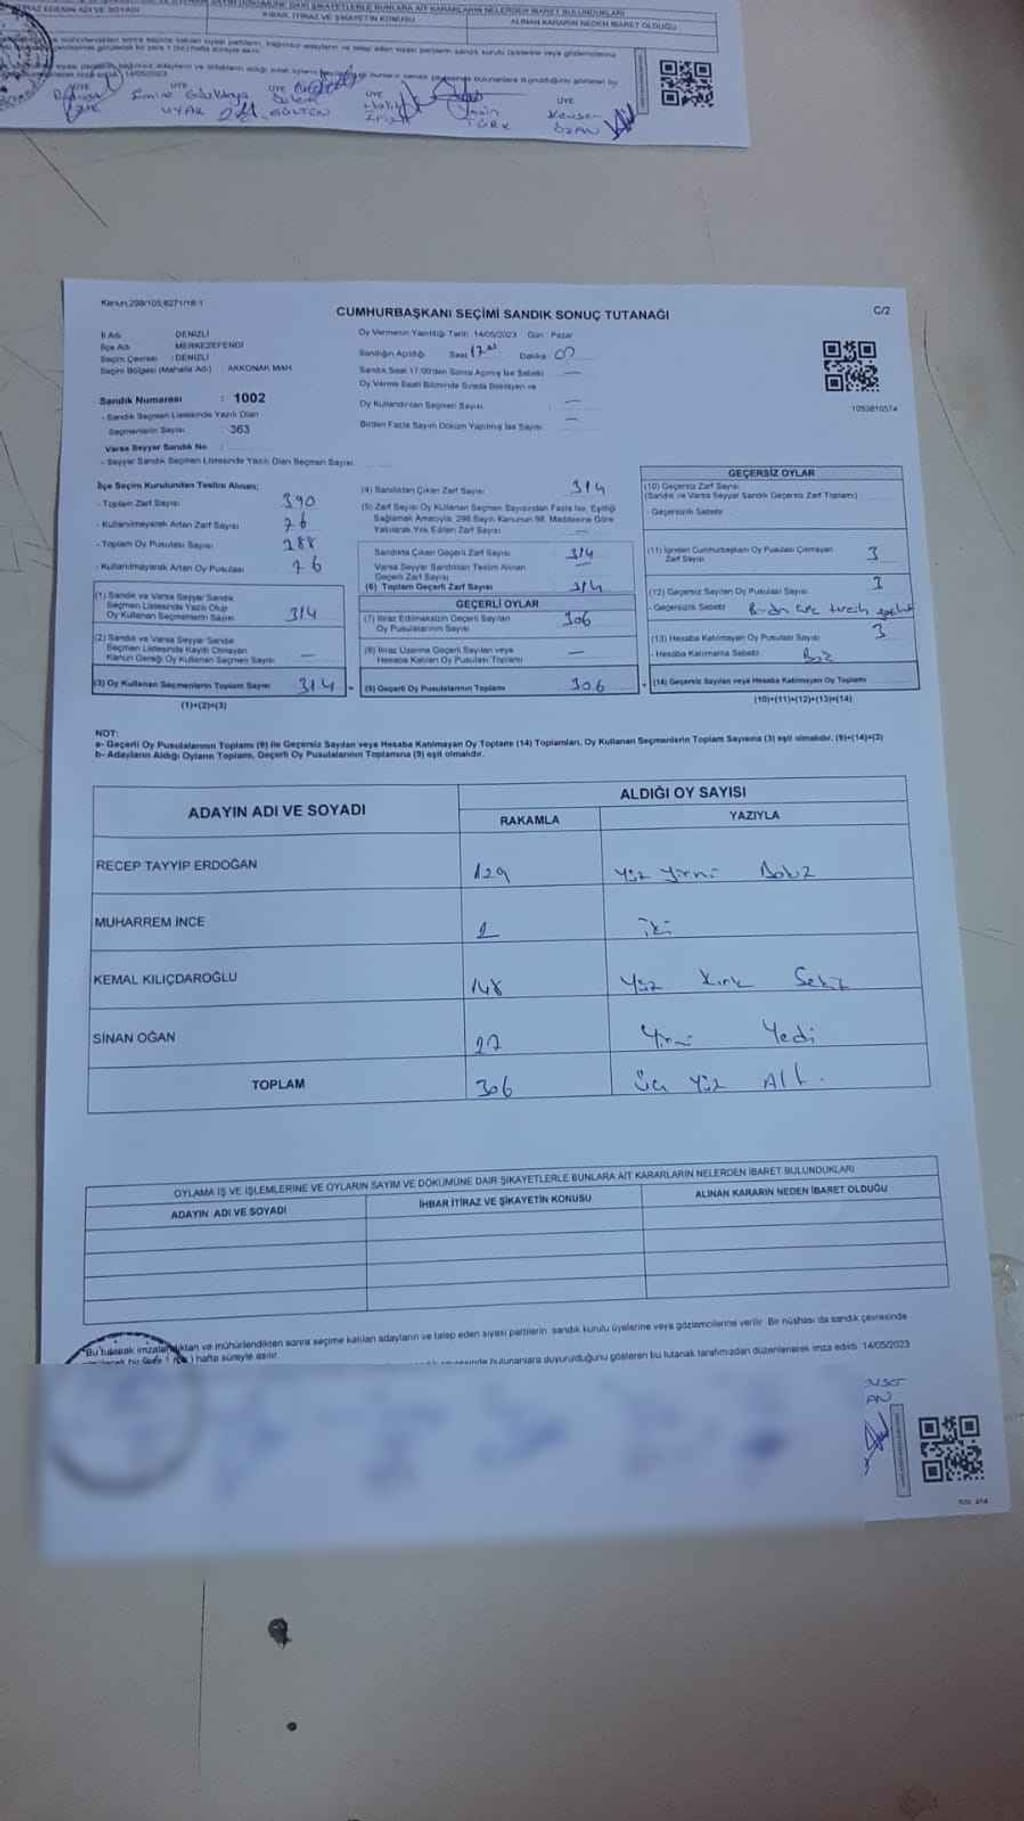 İHBAR, İTİRAZ VE ŞİKAYETİN KONUSU
ALINAN KARARIN NEDEN İBARET OLDUĞU
ÜYE
ÜYE
ÜYE
ÜYE
ÜYE
UYAR
TÜRK
ÖZAN
CUMHURBAŞKANI SEÇİMİ SANDIK SONUÇ TUTANAĞI
C/2
İl Adı DENİZLİ
İlçe Adı MERKEZEFENDİ
Seçim Çevresi : DENİZLİ
Seçim Bölgesi (Mahalle Adı) AKKONAK MAH.
Oy Vermenin Yapıldığı Tarih: 14/05/2023 Gün: Pazar
Sandığın Açıldığı Saat 17 Dakika
Sandık Saat 17:00'den Sonra Açılmış İse Sebebi
Oy Verme Saati Bitiminde Sırada Bekleyen ve
Oy Kullandırılan Seçmen Sayısı
Birden Fazla Sayım Döküm Yapılmış İse Sayısı
1053810574
Sandık Numarası : 1002
- Sandık Seçmen Listesinde Yazılı Olan
Seçmenlerin Sayısı 363
Varsa Seyyar Sandık No :
- Seyyar Sandık Seçmen Listesinde Yazılı Olan Seçmen Sayısı
İlçe Seçim Kurulundan Teslim Alınan;
- Toplam Zarf Sayısı 390
- Kullanılmayarak Artan Zarf Sayısı 76
- Toplam Oy Pusulası Sayısı
- Kullanılmayarak Artan Oy Pusulası 76
(1) Sandık ve Varsa Seyyar Sandık
Seçmen Listesinde Yazılı Olup
Oy Kullanan Seçmenlerin Sayısı 314
(2) Sandık ve Varsa Seyyar Sandık
Seçmen Listesinde Kayıtlı Olmayan
Kanun Gereği Oy Kullanan Seçmen Sayısı —
(3) Oy Kullanan Seçmenlerin Toplam Sayısı 314
(1)+(2)=(3)
(4) Sandıktan Çıkan Zarf Sayısı 314
(5) Zarf Sayısı Oy Kullanan Seçmen Sayısından Fazla İse, Eşitliği
Sağlamak Amacıyla, 298 Sayılı Kanunun 98. Maddesine Göre
Yakılarak Yok Edilen Zarf Sayısı —
Sandıkta Çıkan Geçerli Zarf Sayısı 314
Varsa Seyyar Sandıktan Teslim Alınan
Geçerli Zarf Sayısı
(6) Toplam Geçerli Zarf Sayısı 314
GEÇERLİ OYLAR
(7) İtiraz Edilmeksizin Geçerli Sayılan
Oy Pusulalarının Sayısı 306
(8) İtiraz Üzerine Geçerli Sayılan veya
Hesaba Katılan Oy Pusulası Toplamı —
(9) Geçerli Oy Pusulalarının Toplamı 306
GEÇERSİZ OYLAR
(10) Geçersiz Zarf Sayısı
(Sandık ve Varsa Seyyar Sandık Geçersiz Zarf Toplamı)
- Geçersizlik Sebebi
(11) İçinden Cumhurbaşkanı Oy Pusulası Çıkmayan
Zarf Sayısı 3
(12) Geçersiz Sayılan Oy Pusulası Sayısı
- Geçersizlik Sebebi
(13) Hesaba Katılmayan Oy Pusulası Sayısı 3
- Hesaba Katılmama Sebebi
(14) Geçersiz Sayılan veya Hesaba Katılmayan Oy Toplamı
(10)+(11)+(12)+(13)=(14)
NOT:
a- Geçerli Oy Pusulalarının Toplamı (9) ile Geçersiz Sayılan veya Hesaba Katılmayan Oy Toplamı (14) Toplamları, Oy Kullanan Seçmenlerin Toplam Sayısına (3) eşit olmalıdır. (9)+(14)=(3)
b- Adayların Aldığı Oyların Toplamı, Geçerli Oy Pusulalarının Toplamına (9) eşit olmalıdır.
ADAYIN ADI VE SOYADI
ALDIĞI OY SAYISI
RAKAMLA YAZIYLA
RECEP TAYYİP ERDOĞAN 129 Yüz Yirmi Dokuz
MUHARREM İNCE 2 iki
KEMAL KILIÇDAROĞLU 148 Yüz Kırk Sekiz
SİNAN OĞAN 27 Yirmi Yedi
TOPLAM 306 Üç Yüz Altı
OYLAMA İŞ VE İŞLEMLERİNE VE OYLARIN SAYIM VE DÖKÜMÜNE DAİR ŞİKAYETLERLE BUNLARA AİT KARARLARIN NELERDEN İBARET BULUNDUKLARI
ADAYIN ADI VE SOYADI
İHBAR İTİRAZ VE ŞİKAYETİN KONUSU
ALINAN KARARIN NEDEN İBARET OLDUĞU
Bu tutanak imzalandıktan ve mühürlendikten sonra seçime katılan adayların ve talep eden siyasi partilerin sandık kurulu üyelerine veya gözlemcilerine verilir. Bir nüshası da sandık çevresinde
hafta süreyle asılır.
bulunanlara duyurulduğunu gösteren bu tutanak tarafımızdan düzenlenerek imza edildi. 14/05/2023